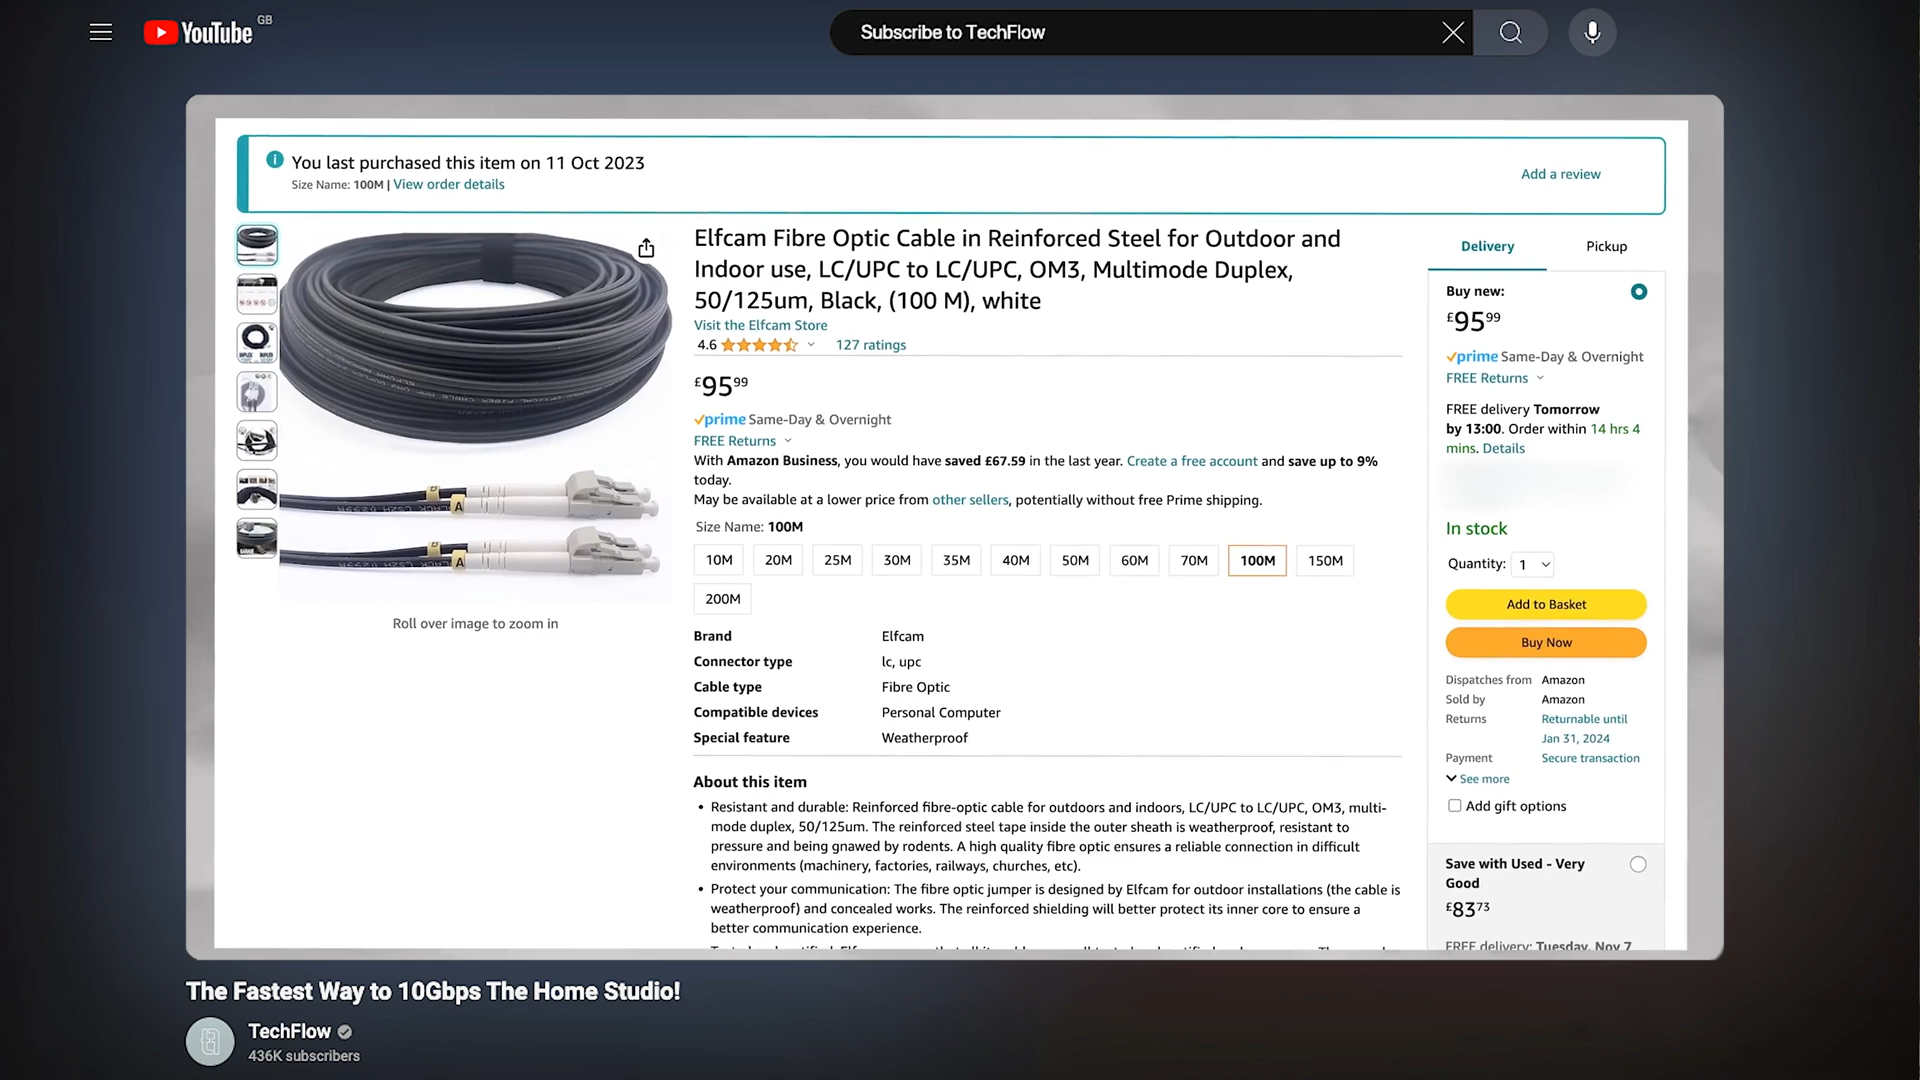 YouTube GB
Subscribe to TechFlow
You last purchased this item on 11 Oct 2023
Size Name: 100M | View order details
Add a review
Elfcam Fibre Optic Cable in Reinforced Steel for Outdoor and
Indoor use, LC/UPC to LC/UPC, OM3, Multimode Duplex,
50/125um, Black, (100 M), white
Visit the Elfcam Store
4.6
127 ratings
£95 99
prime Same-Day & Overnight
FREE Returns
With Amazon Business, you would have saved £67.59 in the last year. Create a free account and save up to 9%
today.
May be available at a lower price from other sellers, potentially without free Prime shipping.
Size Name: 100M
10M 20M 25M 30M 35M 40M 50M 60M 70M 100M 150M
200M
Brand Elfcam
Connector type lc, upc
Cable type Fibre Optic
Compatible devices Personal Computer
Special feature Weatherproof
About this item
• Resistant and durable: Reinforced fibre-optic cable for outdoors and indoors, LC/UPC to LC/UPC, OM3, multi-
mode duplex, 50/125um. The reinforced steel tape inside the outer sheath is weatherproof, resistant to
pressure and being gnawed by rodents. A high quality fibre optic ensures a reliable connection in difficult
environments (machinery, factories, railways, churches, etc).
• Protect your communication: The fibre optic jumper is designed by Elfcam for outdoor installations (the cable is
weatherproof) and concealed works. The reinforced shielding will better protect its inner core to ensure a
better communication experience.
B
A
B
A
Roll over image to zoom in
Delivery Pickup
Buy new:
£95 99
prime Same-Day & Overnight
FREE Returns
FREE delivery Tomorrow
by 13:00. Order within 14 hrs 4
mins. Details
In stock
Quantity: 1
Add to Basket
Buy Now
Dispatches from Amazon
Sold by Amazon
Returns Returnable until
Jan 31, 2024
Payment Secure transaction
See more
Add gift options
Save with Used - Very
Good
£83 73
FREE delivery: Tuesday, Nov 7
The Fastest Way to 10Gbps The Home Studio!
TechFlow
436K subscribers